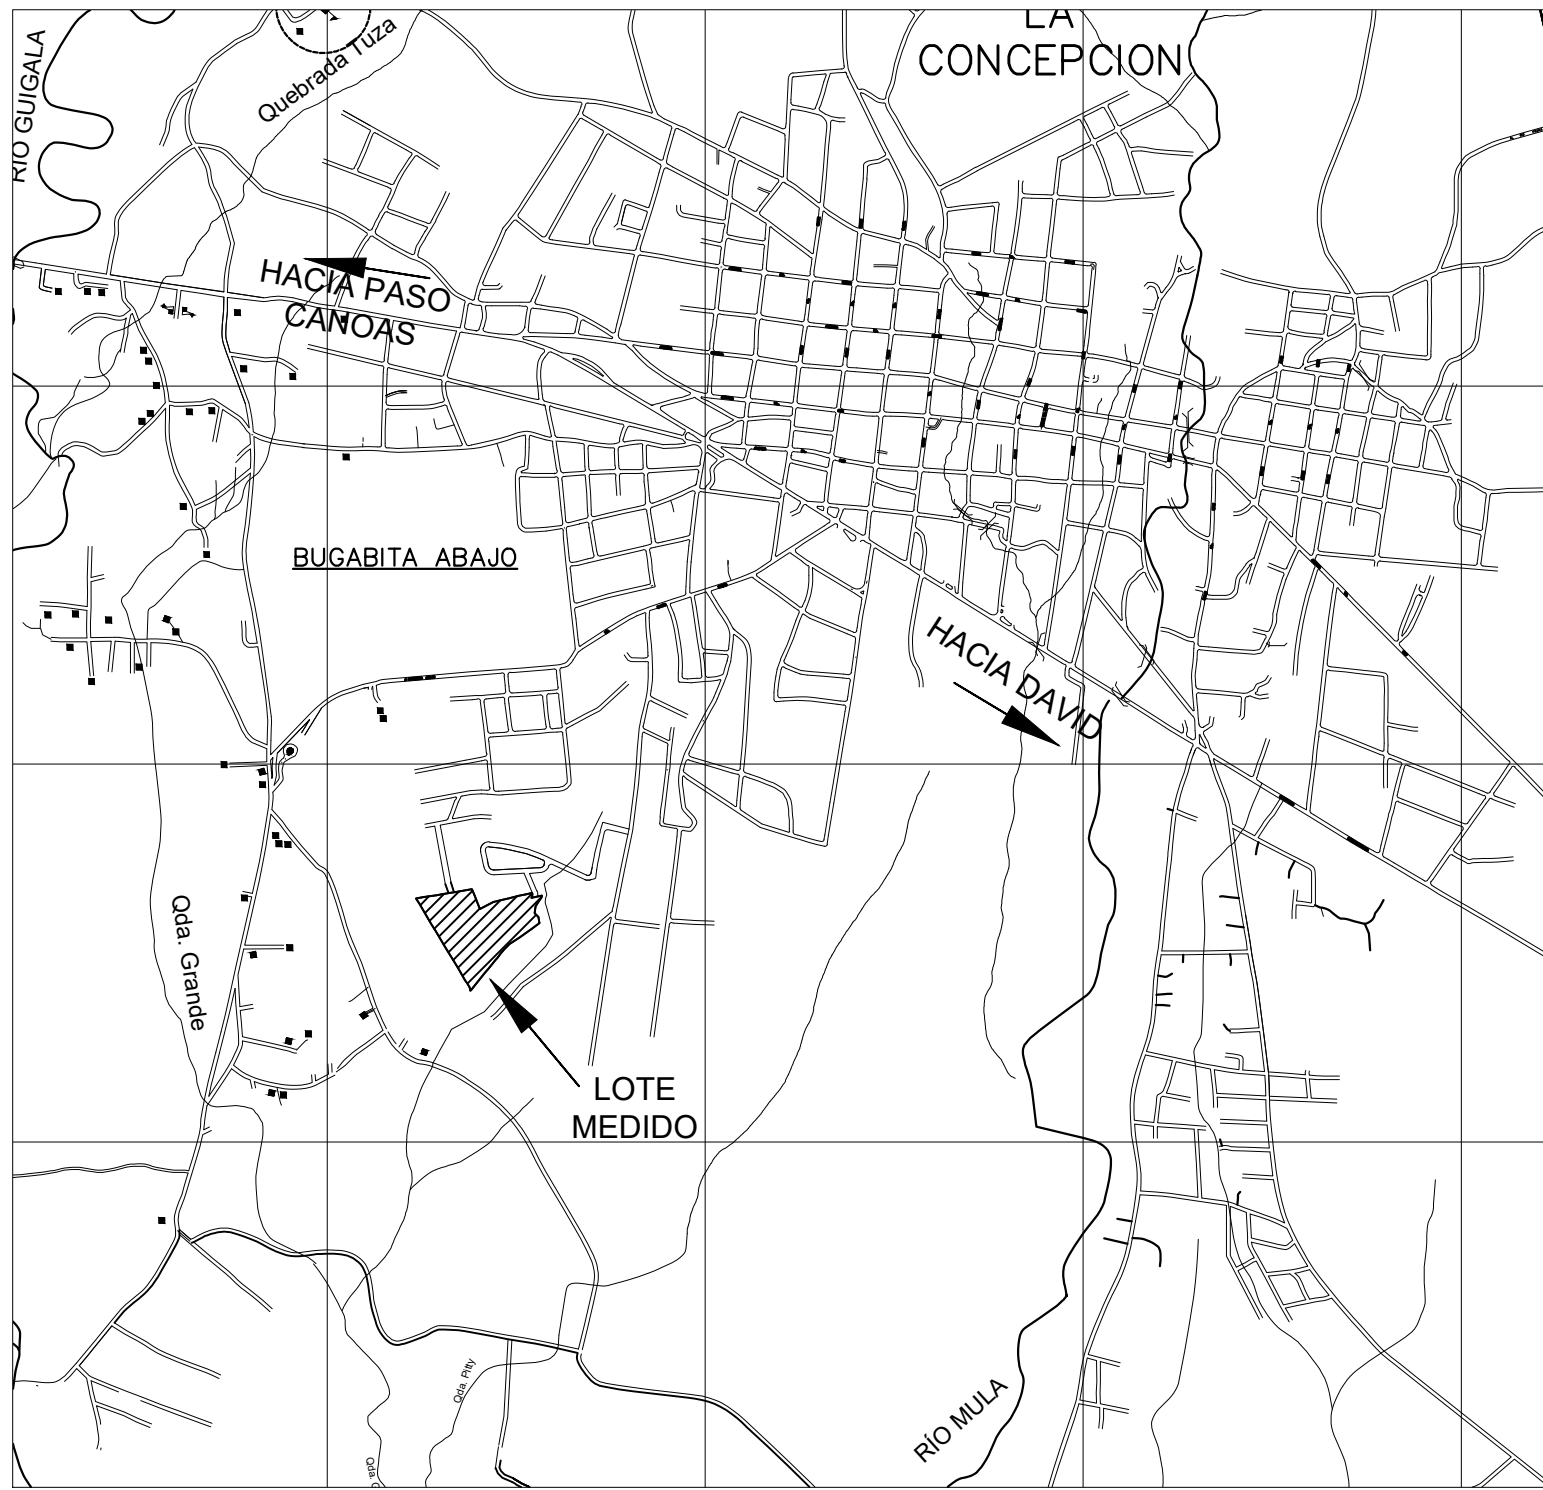 LA
CONCEPCION
Quebrada Tuza
RÍO GUIGALA
HACIA PASO
CANOAS
BUGABITA ABAJO
HACIA DAVID
Qda. Grande
LOTE
MEDIDO
Qda. Pitty
RÍO MULA
Qda. G